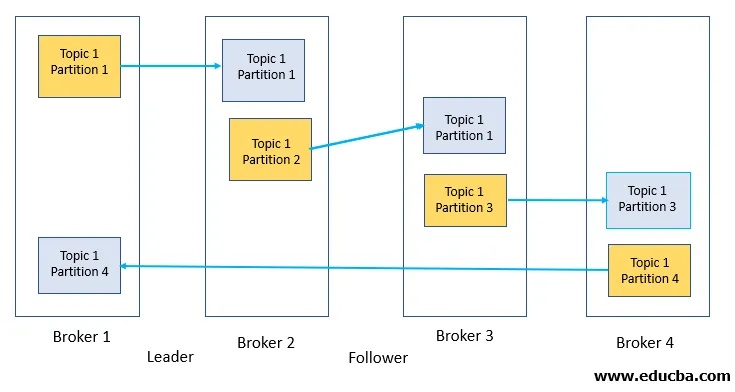 Topic 1
Partition 1
Topic 1
Partition 4
Broker 1
Topic 1
Partition 1
Topic 1
Partition 2
Broker 2
Topic 1
Partition 1
Topic 1
Partition 3
Broker 3
Topic 1
Partition 3
Topic 1
Partition 4
Broker 4
Leader
Follower
www.educba.com